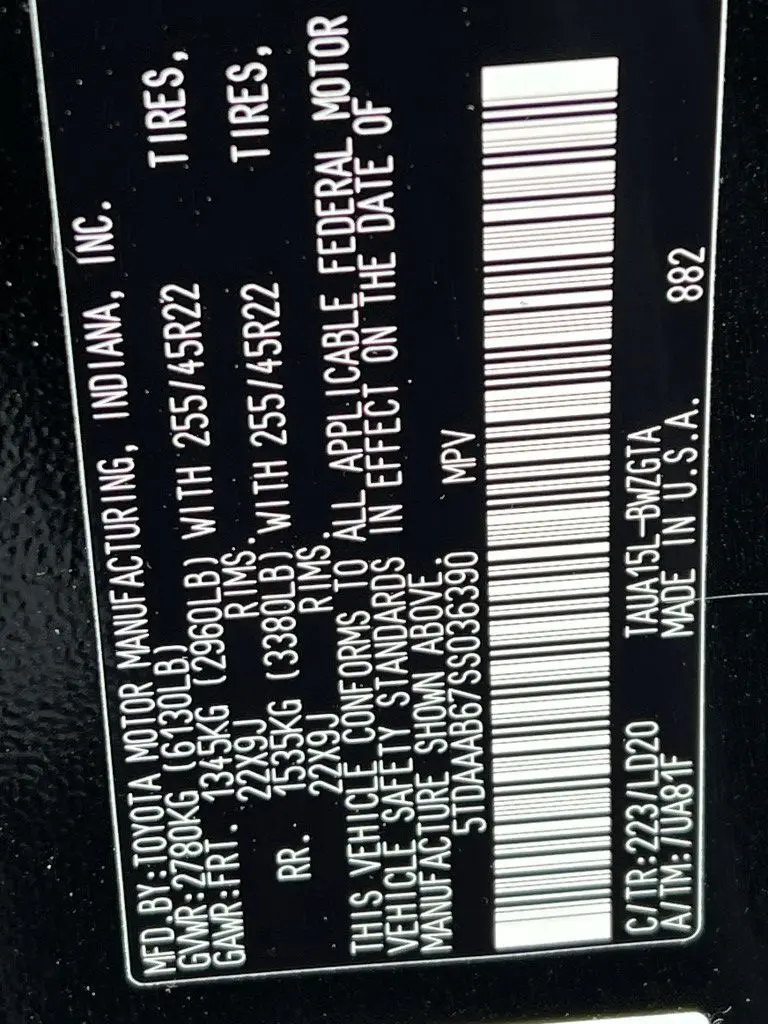 MFD.BY:TOYOTA MOTOR MANUFACTURING, INDIANA, INC.
GVWR:2780KG (6130LB)
GAWR:FRT. 1345KG (2960LB) WITH 255/45R22 TIRES,
22X9J RIMS.
RR. 1535KG (3380LB) WITH 255/45R22 TIRES,
22X9J RIMS.
THIS VEHICLE CONFORMS TO ALL APPLICABLE FEDERAL MOTOR
VEHICLE SAFETY STANDARDS IN EFFECT ON THE DATE OF
MANUFACTURE SHOWN ABOVE.
5TDAAAB67SS036390 MPV
C/TR:223/LD20 TAUA15L-BWZGTA
A/TM:/UA81F MADE IN U.S.A. 882